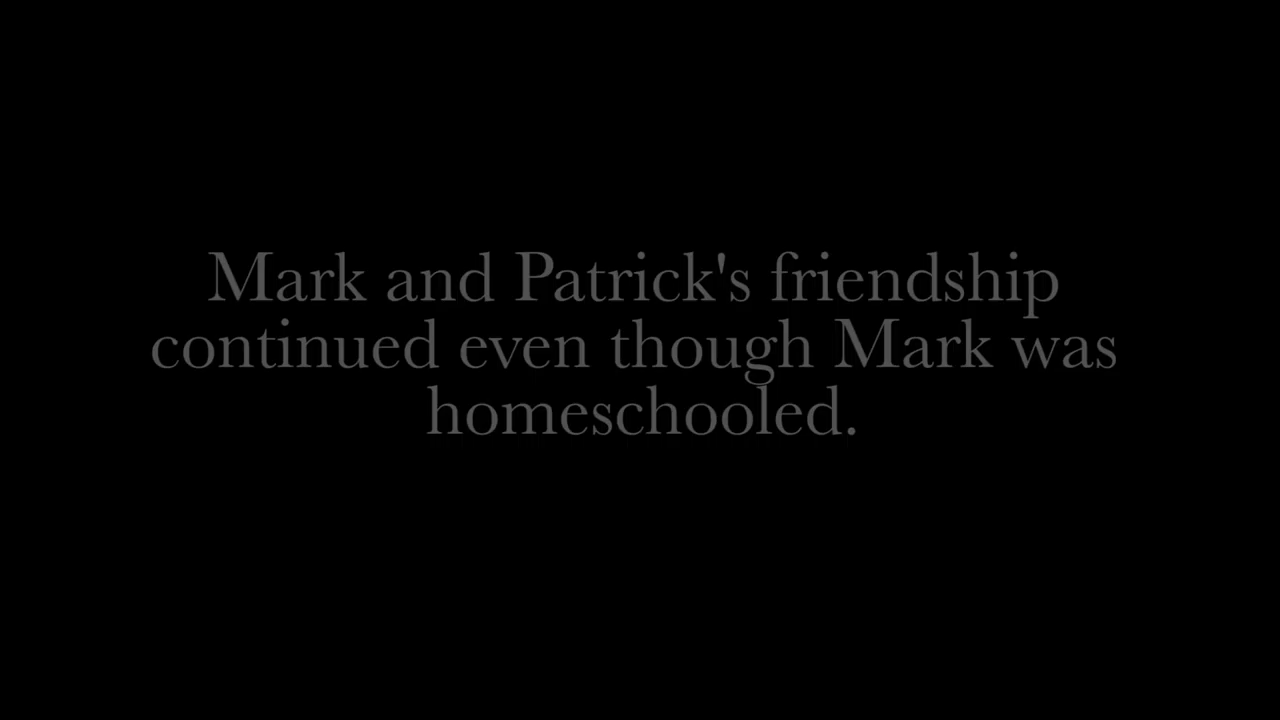 Mark and Patrick's friendship
continued even though Mark was
homeschooled.